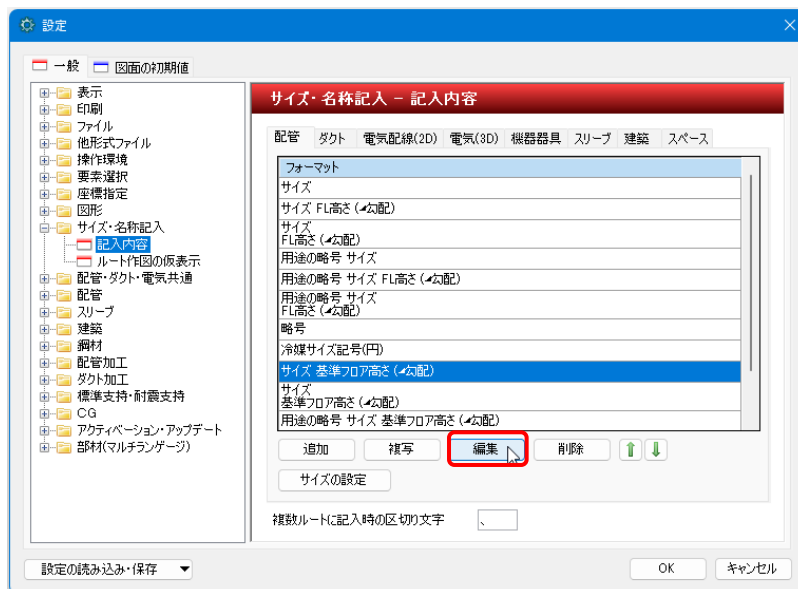 設定
一般 図面の初期値
表示
印刷
ファイル
他形式ファイル
操作環境
要素選択
座標指定
図形
サイズ・名称記入
記入内容
ルート作図の仮表示
配管・ダクト・電気共通
配管
スリーブ
建築
鋼材
配管加工
ダクト加工
標準支持・耐震支持
CG
アクティベーション・アップデート
部材(マルチランゲージ)
サイズ・名称記入 - 記入内容
配管 ダクト 電気配線(2D) 電気(3D) 機器器具 スリーブ 建築 スペース
フォーマット
サイズ
サイズ FL高さ(⊿勾配)
サイズ
FL高さ(⊿勾配)
用途の略号 サイズ
用途の略号 サイズ FL高さ(⊿勾配)
用途の略号 サイズ
FL高さ(⊿勾配)
略号
冷媒サイズ記号(円)
サイズ 基準フロア高さ(⊿勾配)
サイズ
基準フロア高さ(⊿勾配)
用途の略号 サイズ 基準フロア高さ(⊿勾配)
追加 複写 編集 削除
サイズの設定
複数ルートに記入時の区切り文字 、
設定の読み込み・保存 OK キャンセル